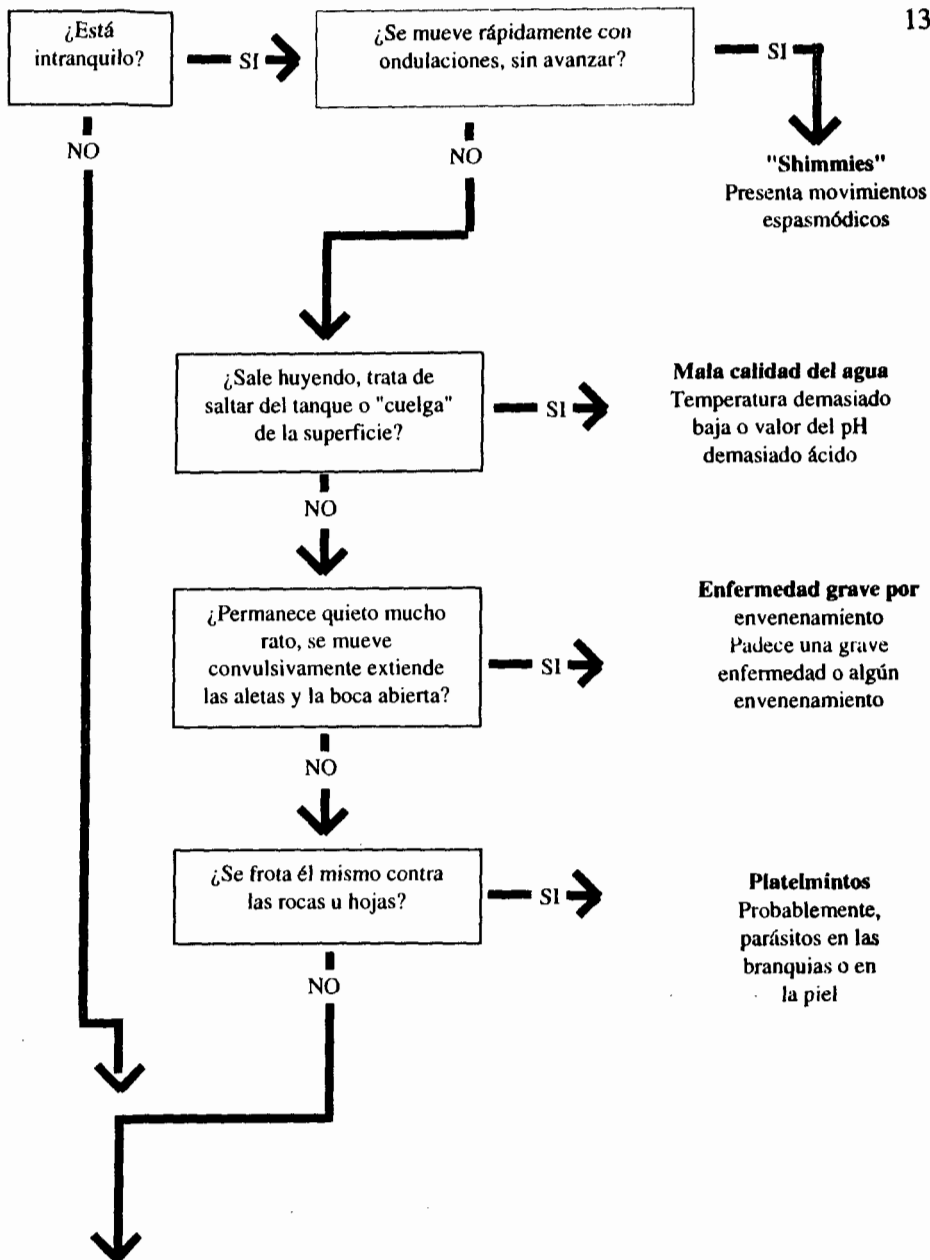 13
¿Está
intranquilo?
SI
¿Se mueve rápidamente con
ondulaciones, sin avanzar?
SI
NO
NO
"Shimmies"
Presenta movimientos
espasmódicos
¿Sale huyendo, trata de
saltar del tanque o "cuelga"
de la superficie?
SI
Mala calidad del agua
Temperatura demasiado
baja o valor del pH
demasiado ácido
NO
¿Permanece quieto mucho
rato, se mueve
convulsivamente extiende
las aletas y la boca abierta?
SI
Enfermedad grave por
envenenamiento
Padece una grave
enfermedad o algún
envenenamiento
NO
¿Se frota él mismo contra
las rocas u hojas?
SI
Platelmintos
Probablemente,
parásitos en las
branquias o en
la piel
NO